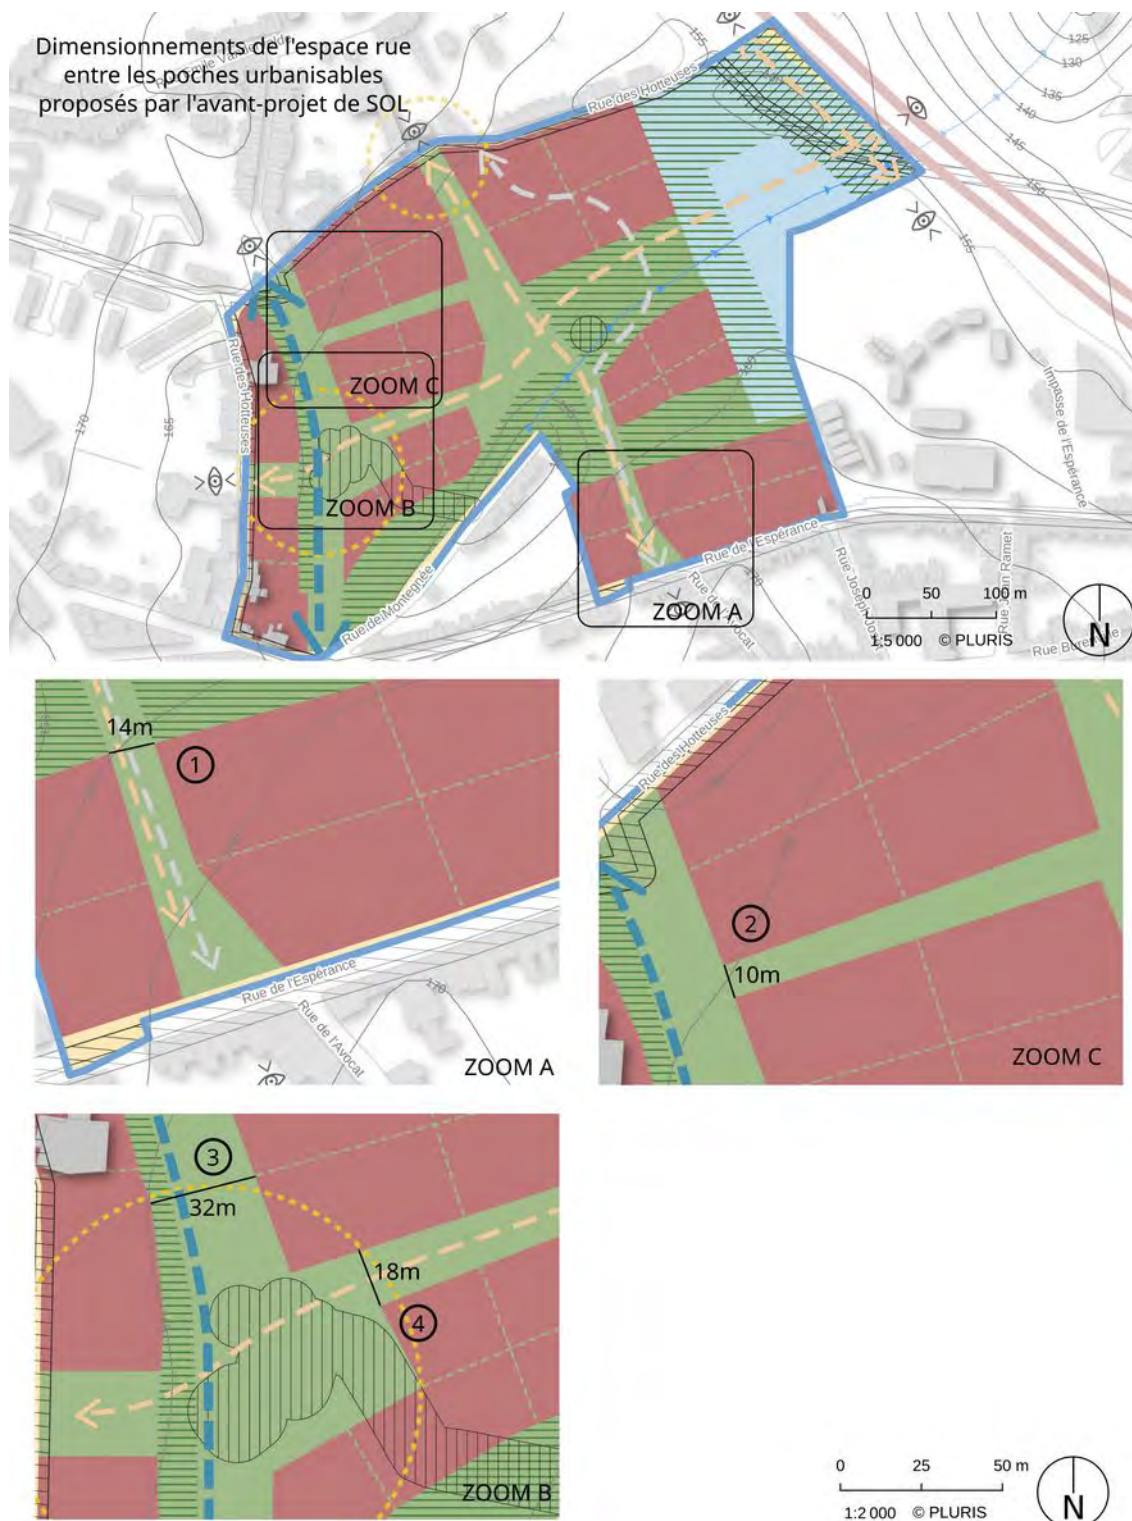 Dimensionnements de l'espace rue
entre les poches urbanisables
proposés par l'avant-projet de SOL
Rue des Hotteuses
155
125
130
135
140
145
150
155
170
165
Rue des Hotteuses
ZOOM C
ZOOM B
Rue de Montegnée
160
Rue de l'Espérance
ZOOM A
Impasse de l'Espérance
Rue Jean Ramet
0 50 100 m
1:5 000 © PLURIS
N
14m
1
Rue de l'Espérance
Rue de l'Avocat
170
ZOOM A
Rue des Hotteuses
2
10m
ZOOM C
3
32m
18m
4
ZOOM B
0 25 50 m
1:2 000 © PLURIS
N